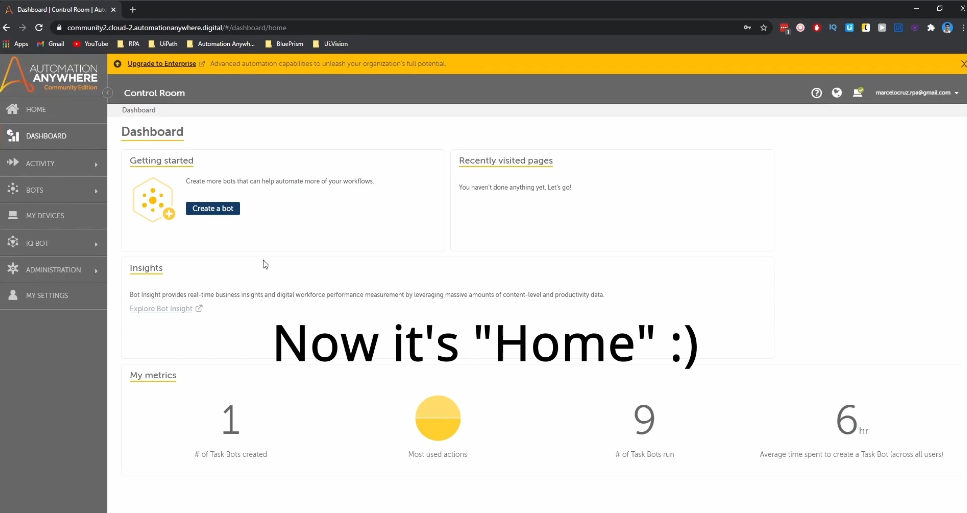 Dashboard | Control Room | Auto
community2.cloud-2.automationanywhere.digital/#/dashboard/home
Apps Gmail YouTube RPA UiPath Automation Anywh... BluePrism UiVision
AUTOMATION
ANYWHERE
Community Edition
Upgrade to Enterprise Advanced automation capabilities to unleash your organization's full potential.
Control Room
marcelocruz.rpa@gmail.com
HOME
DASHBOARD
ACTIVITY
BOTS
MY DEVICES
IQ BOT
ADMINISTRATION
MY SETTINGS
Dashboard
Dashboard
Getting started
Create more bots that can help automate more of your workflows.
Create a bot
Recently visited pages
You haven't done anything yet. Let's go!
Insights
Bot Insight provides real-time business insights and digital workforce performance measurement by leveraging massive amounts of content-level and productivity data.
Explore Bot Insight
Now it's "Home" :)
My metrics
1
# of Task Bots created
Most used actions
9
# of Task Bots run
6hr
Average time spent to create a Task Bot (across all users)